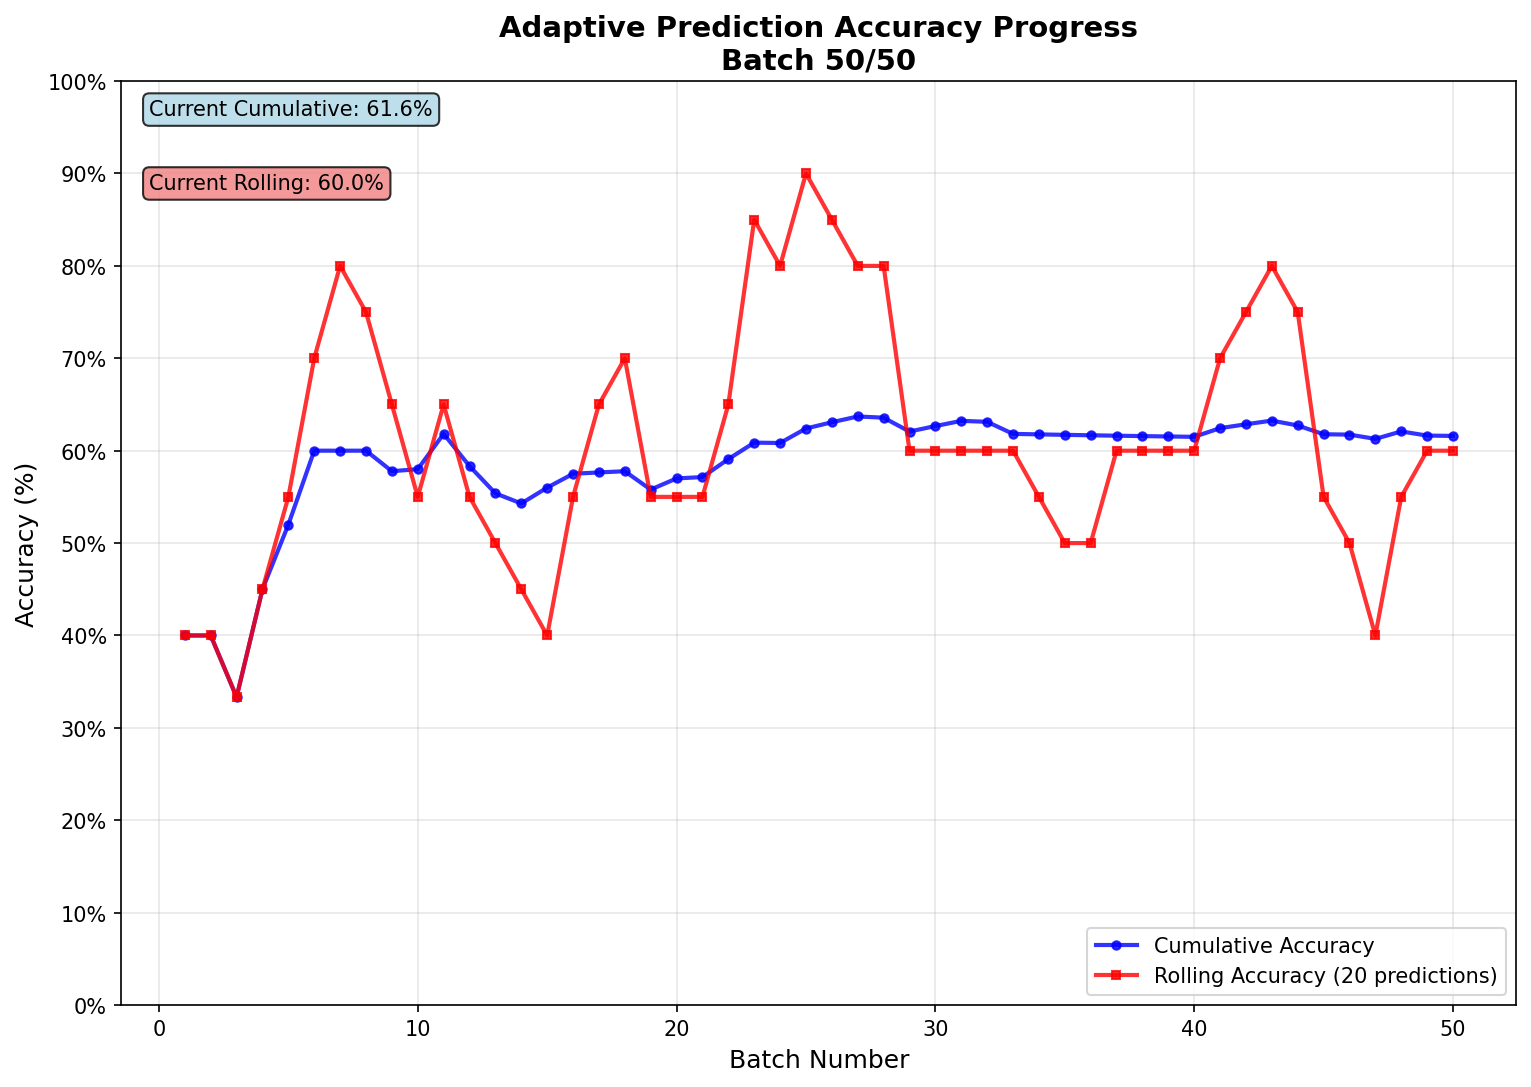 Adaptive Prediction Accuracy Progress
Batch 50/50
100%
90%
80%
70%
60%
50%
40%
30%
20%
10%
0%
Accuracy (%)
Current Cumulative: 61.6%
Current Rolling: 60.0%
Cumulative Accuracy
Rolling Accuracy (20 predictions)
0 10 20 30 40 50
Batch Number